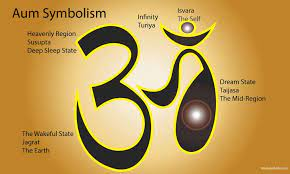 Aum Symbolism
Infinity
Turiya
Isvara
The Self
Heavenly Region
Susupta
Deep Sleep State
ॐ
Dream State
Taijasa
The Mid-Region
The Wakeful State
Jagrat
The Earth